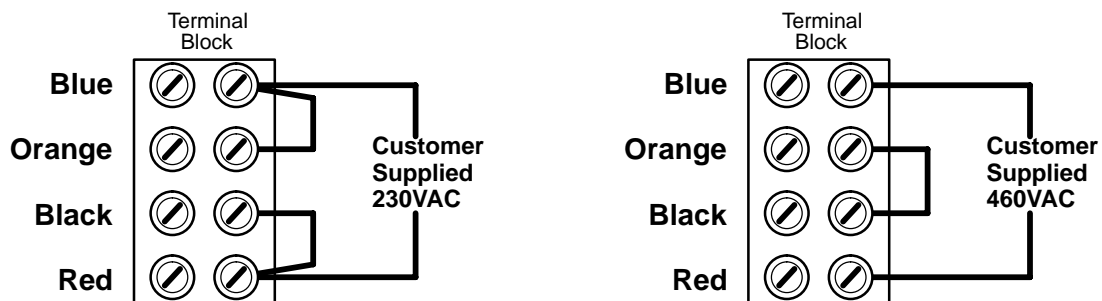 Terminal
Block
Blue
Orange
Black
Red
Customer
Supplied
230VAC
Terminal
Block
Blue
Orange
Black
Red
Customer
Supplied
460VAC